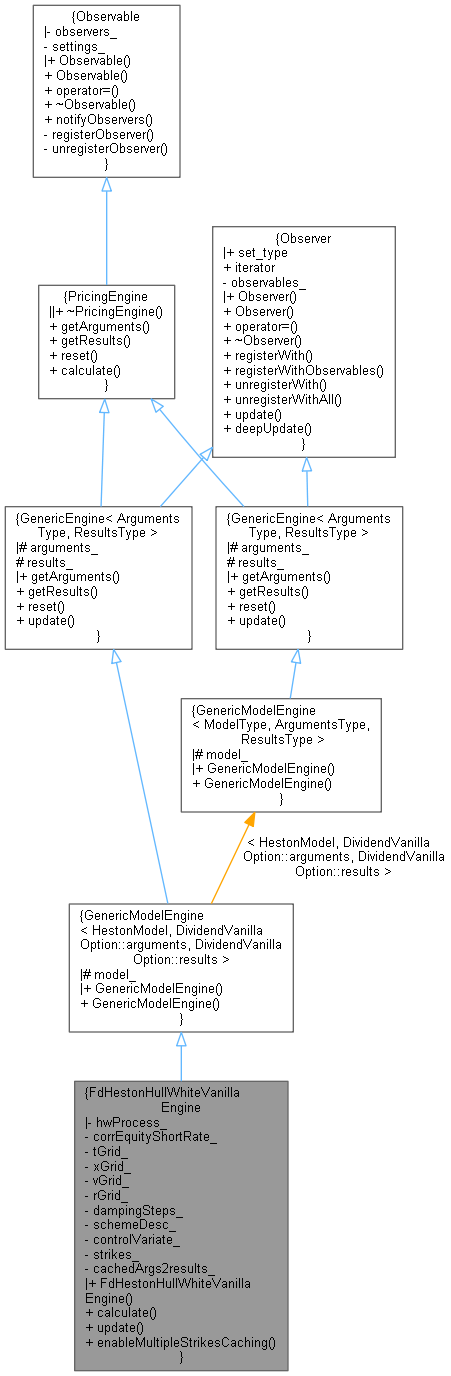 {Observable
|- observers_
- settings_
|+ Observable()
+ Observable()
+ operator=()
+ ~Observable()
+ notifyObservers()
- registerObserver()
- unregisterObserver()
}
{Observer
|+ set_type
+ iterator
- observables_
|+ Observer()
+ Observer()
+ operator=()
+ ~Observer()
+ registerWith()
+ registerWithObservables()
+ unregisterWith()
+ unregisterWithAll()
+ update()
+ deepUpdate()
}
{PricingEngine
||+ ~PricingEngine()
+ getArguments()
+ getResults()
+ reset()
+ calculate()
}
{GenericEngine< Arguments
Type, ResultsType >
|# arguments_
# results_
|+ getArguments()
+ getResults()
+ reset()
+ update()
}
{GenericEngine< Arguments
Type, ResultsType >
|# arguments_
# results_
|+ getArguments()
+ getResults()
+ reset()
+ update()
}
{GenericModelEngine
< ModelType, ArgumentsType,
ResultsType >
|# model_
|+ GenericModelEngine()
+ GenericModelEngine()
}
< HestonModel, DividendVanilla
Option::arguments, DividendVanilla
Option::results >
{GenericModelEngine
< HestonModel, DividendVanilla
Option::arguments, DividendVanilla
Option::results >
|# model_
|+ GenericModelEngine()
+ GenericModelEngine()
}
{FdHestonHullWhiteVanilla
Engine
|- hwProcess_
- corrEquityShortRate_
- tGrid_
- xGrid_
- vGrid_
- rGrid_
- dampingSteps_
- schemeDesc_
- controlVariate_
- strikes_
- cachedArgs2results_
|+ FdHestonHullWhiteVanilla
Engine()
+ calculate()
+ update()
+ enableMultipleStrikesCaching()
}